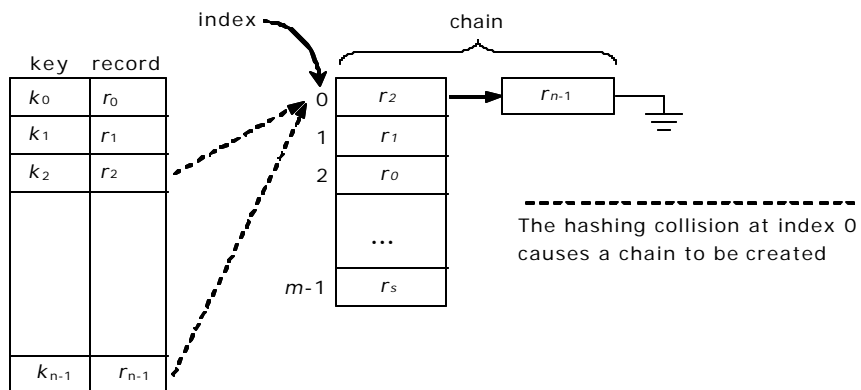 index
chain
key record
k0 r0
k1 r1
k2 r2
kn-1 rn-1
0 r2 rn-1
1 r1
2 r0
...
m-1 rs
The hashing collision at index 0
causes a chain to be created